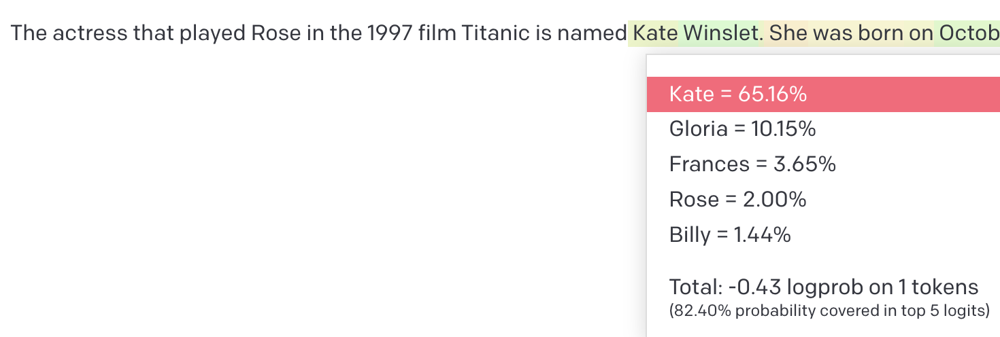 The actress that played Rose in the 1997 film Titanic is named Kate Winslet. She was born on Octob
Kate = 65.16%
Gloria = 10.15%
Frances = 3.65%
Rose = 2.00%
Billy = 1.44%
Total: -0.43 logprob on 1 tokens
(82.40% probability covered in top 5 logits)